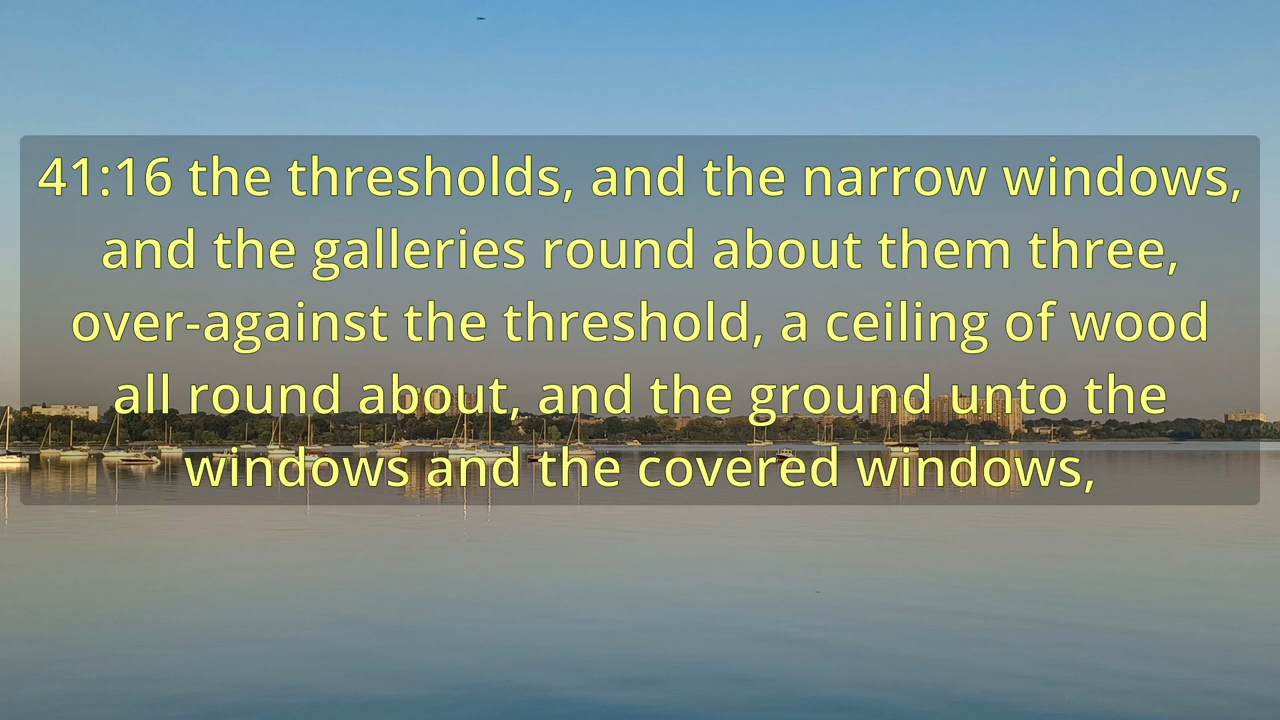 41:16 the thresholds, and the narrow windows,
and the galleries round about them three,
over-against the threshold, a ceiling of wood
all round about, and the ground unto the
windows and the covered windows,